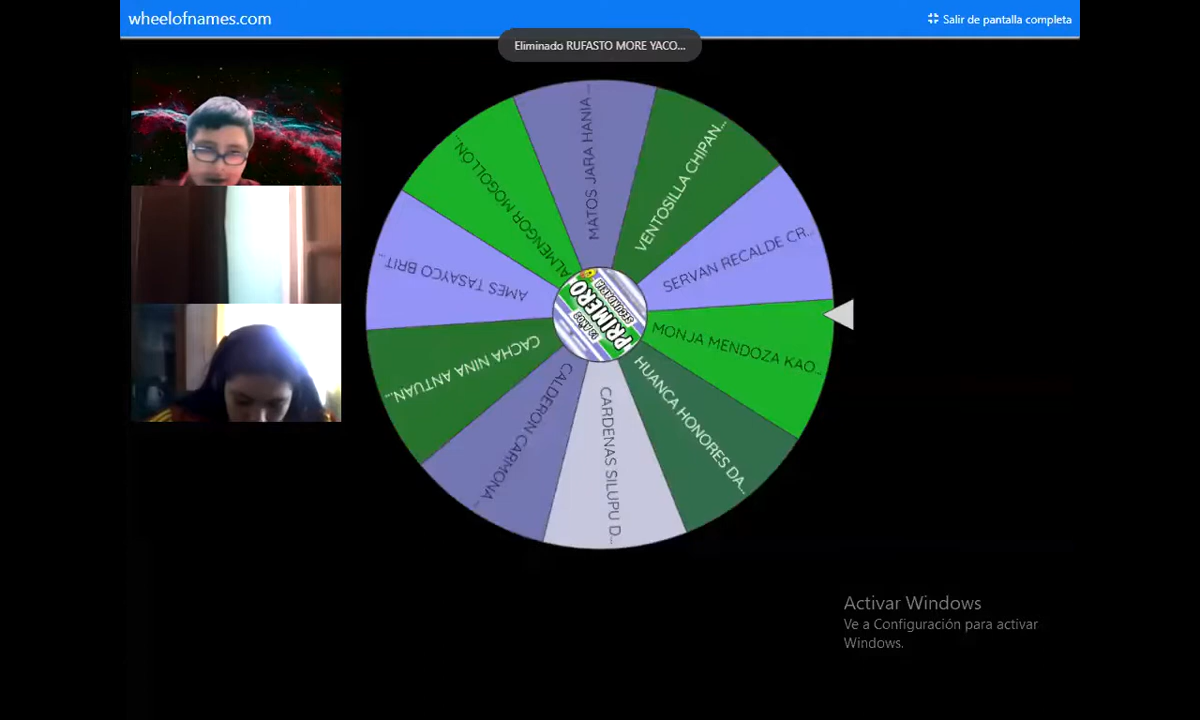 wheelofnames.com
Salir de pantalla completa
Eliminado RUFASTO MORE YACO...
MATOS JARA HANIA ...
VENTOSILLA CHIPAN...
SERVAN RECALDE CR...
MONJA MENDOZA KAO...
HUANCA HONORES DA...
CARDENAS SILUPU D...
CALDERON CARMONA ...
CACHA NINA ANTUAN...
AMES TASAYCO BRIT...
ALMENGOR MOGOLLÓN...
PRIMERO
SECUNDARIA
Activar Windows
Ve a Configuración para activar
Windows.